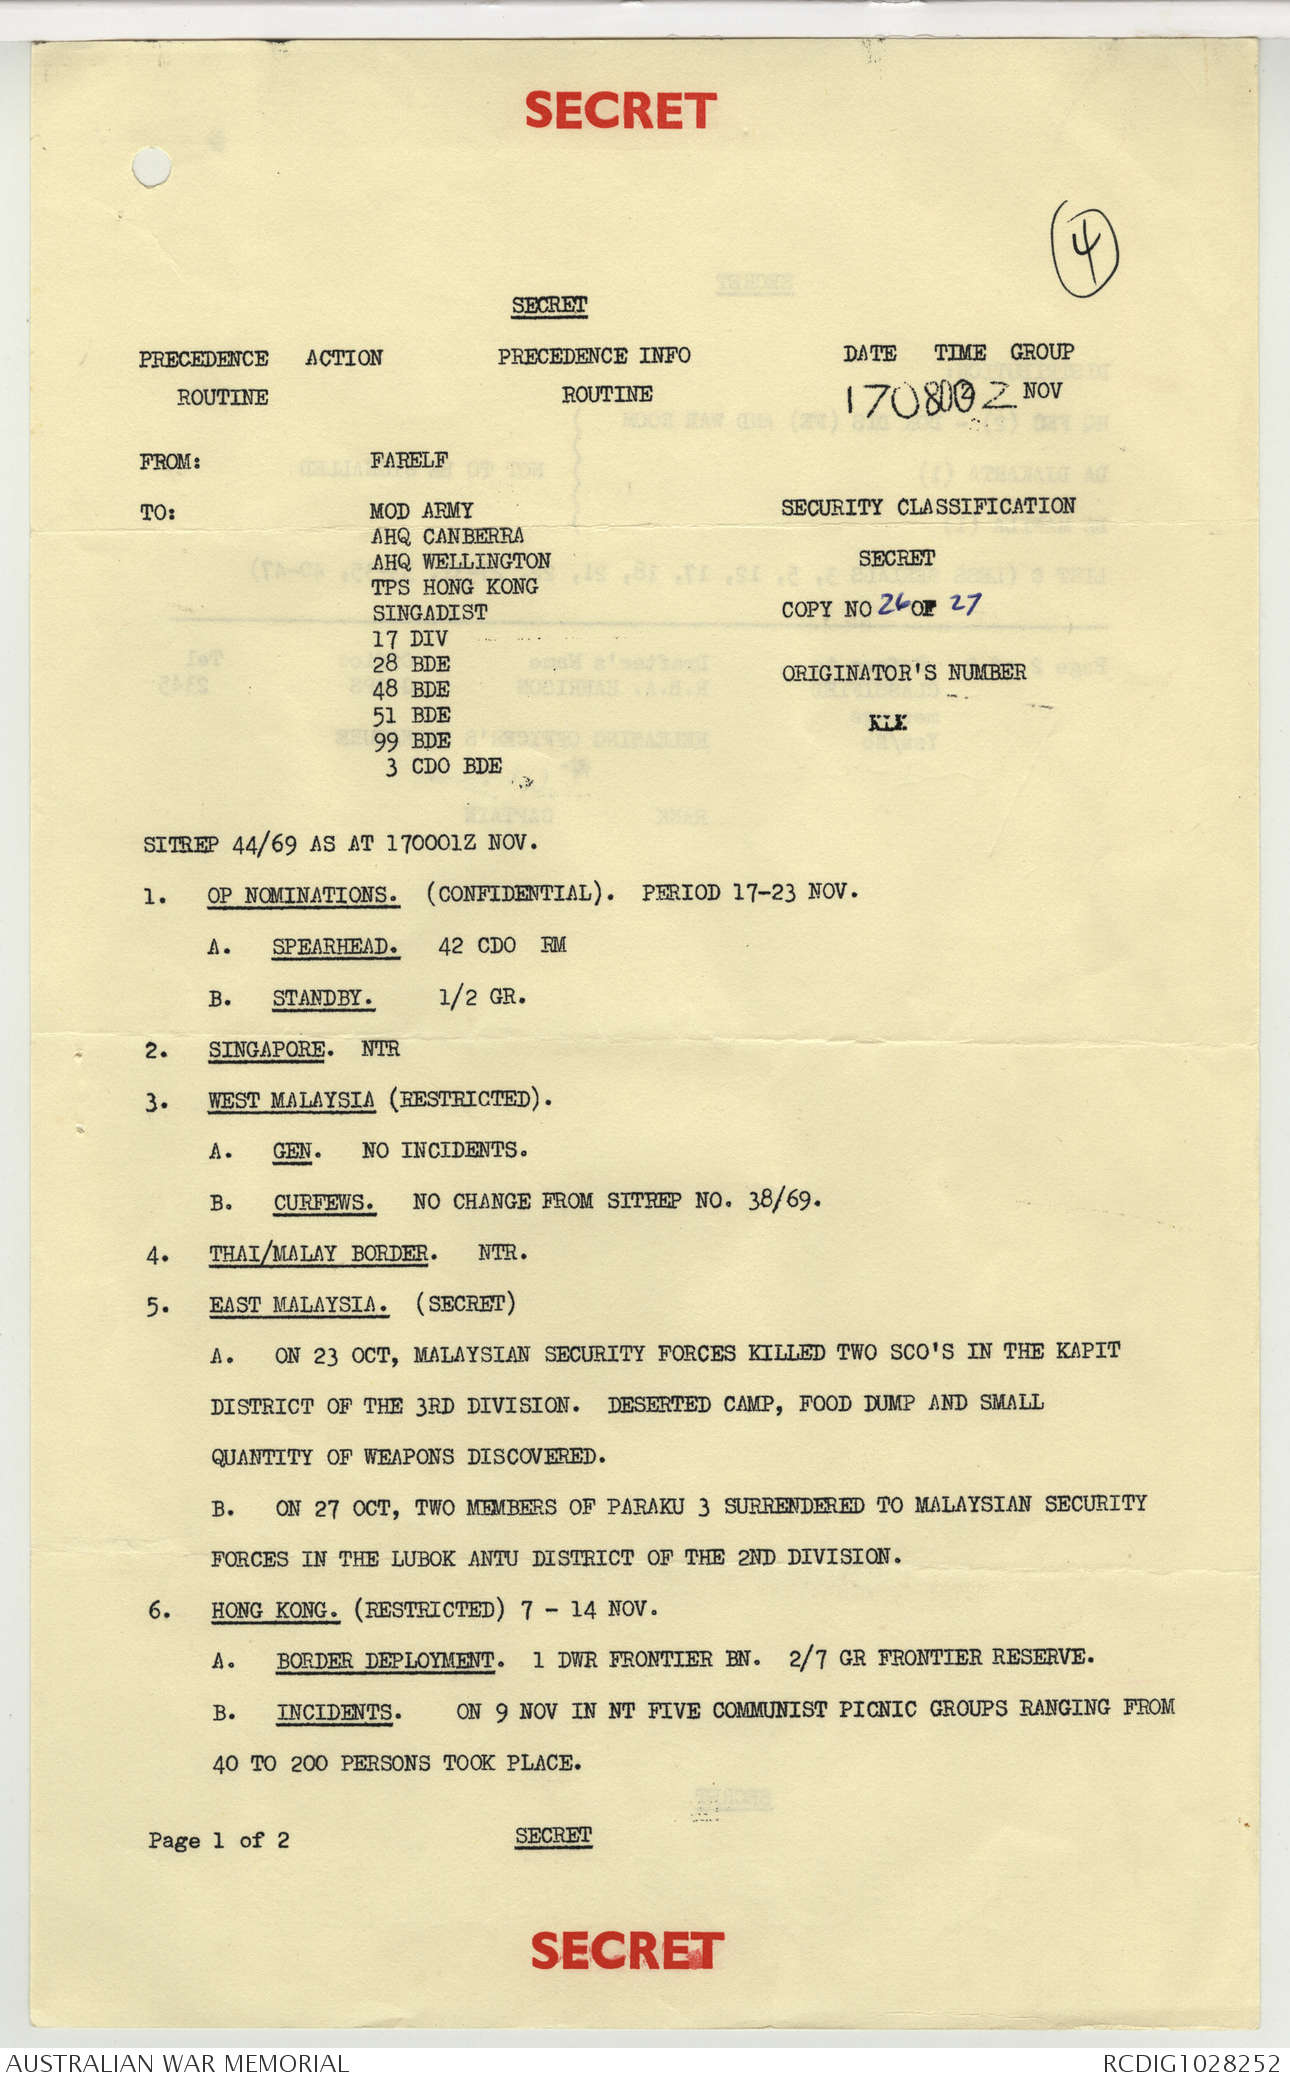 SECRET
4
SECRET
PRECEDENCE ACTION PRECEDENCE INFO DATE TIME GROUP
ROUTINE ROUTINE 170800Z NOV
FROM: FARELF
TO: MOD ARMY SECURITY CLASSIFICATION
AHQ CANBERRA
AHQ WELLINGTON SECRET
TPS HONG KONG
SINGADIST COPY NO 26 OF 27
17 DIV
28 BDE ORIGINATOR'S NUMBER
48 BDE
51 BDE
99 BDE
3 CDO BDE
SITREP 44/69 AS AT 170001Z NOV.
1. OP NOMINATIONS. (CONFIDENTIAL). PERIOD 17-23 NOV.
A. SPEARHEAD. 42 CDO RM
B. STANDBY. 1/2 GR.
2. SINGAPORE. NTR
3. WEST MALAYSIA (RESTRICTED).
A. GEN. NO INCIDENTS.
B. CURFEWS. NO CHANGE FROM SITREP NO. 38/69.
4. THAI/MALAY BORDER. NTR.
5. EAST MALAYSIA. (SECRET)
A. ON 23 OCT, MALAYSIAN SECURITY FORCES KILLED TWO SCO'S IN THE KAPIT
DISTRICT OF THE 3RD DIVISION. DESERTED CAMP, FOOD DUMP AND SMALL
QUANTITY OF WEAPONS DISCOVERED.
B. ON 27 OCT, TWO MEMBERS OF PARAKU 3 SURRENDERED TO MALAYSIAN SECURITY
FORCES IN THE LUBOK ANTU DISTRICT OF THE 2ND DIVISION.
6. HONG KONG. (RESTRICTED) 7 - 14 NOV.
A. BORDER DEPLOYMENT. 1 DWR FRONTIER BN. 2/7 GR FRONTIER RESERVE.
B. INCIDENTS. ON 9 NOV IN NT FIVE COMMUNIST PICNIC GROUPS RANGING FROM
40 TO 200 PERSONS TOOK PLACE.
Page 1 of 2 SECRET
SECRET
AUSTRALIAN WAR MEMORIAL RCDIG1028252